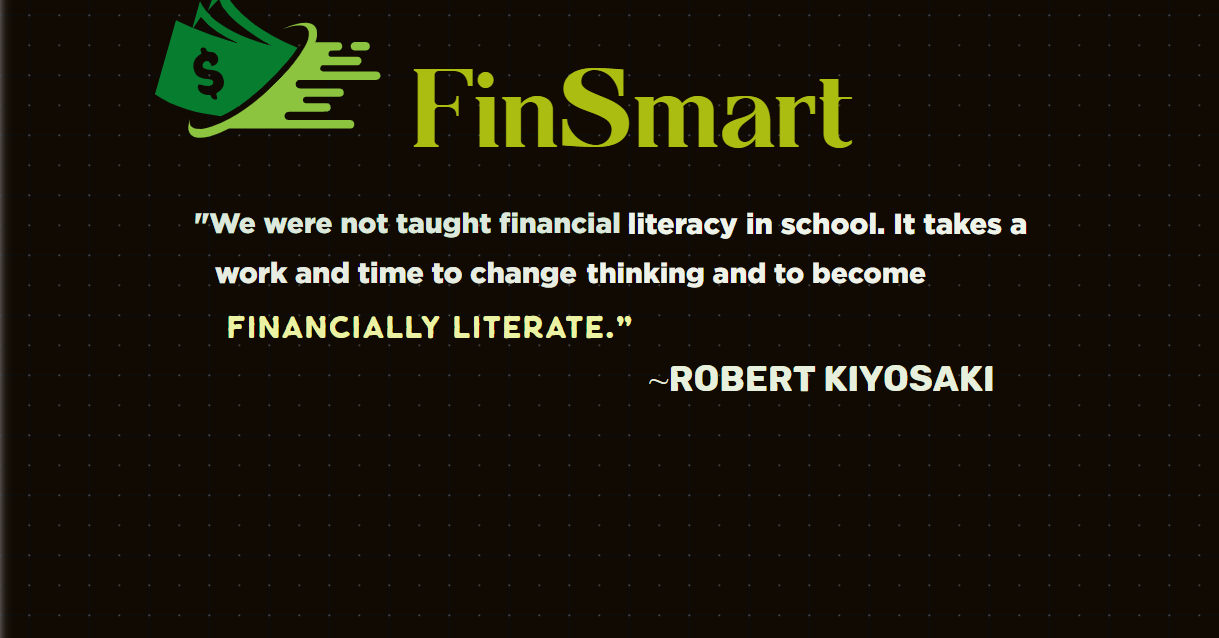 $
FinSmart
"We were not taught financial literacy in school. It takes a
work and time to change thinking and to become
FINANCIALLY LITERATE.”
~ROBERT KIYOSAKI